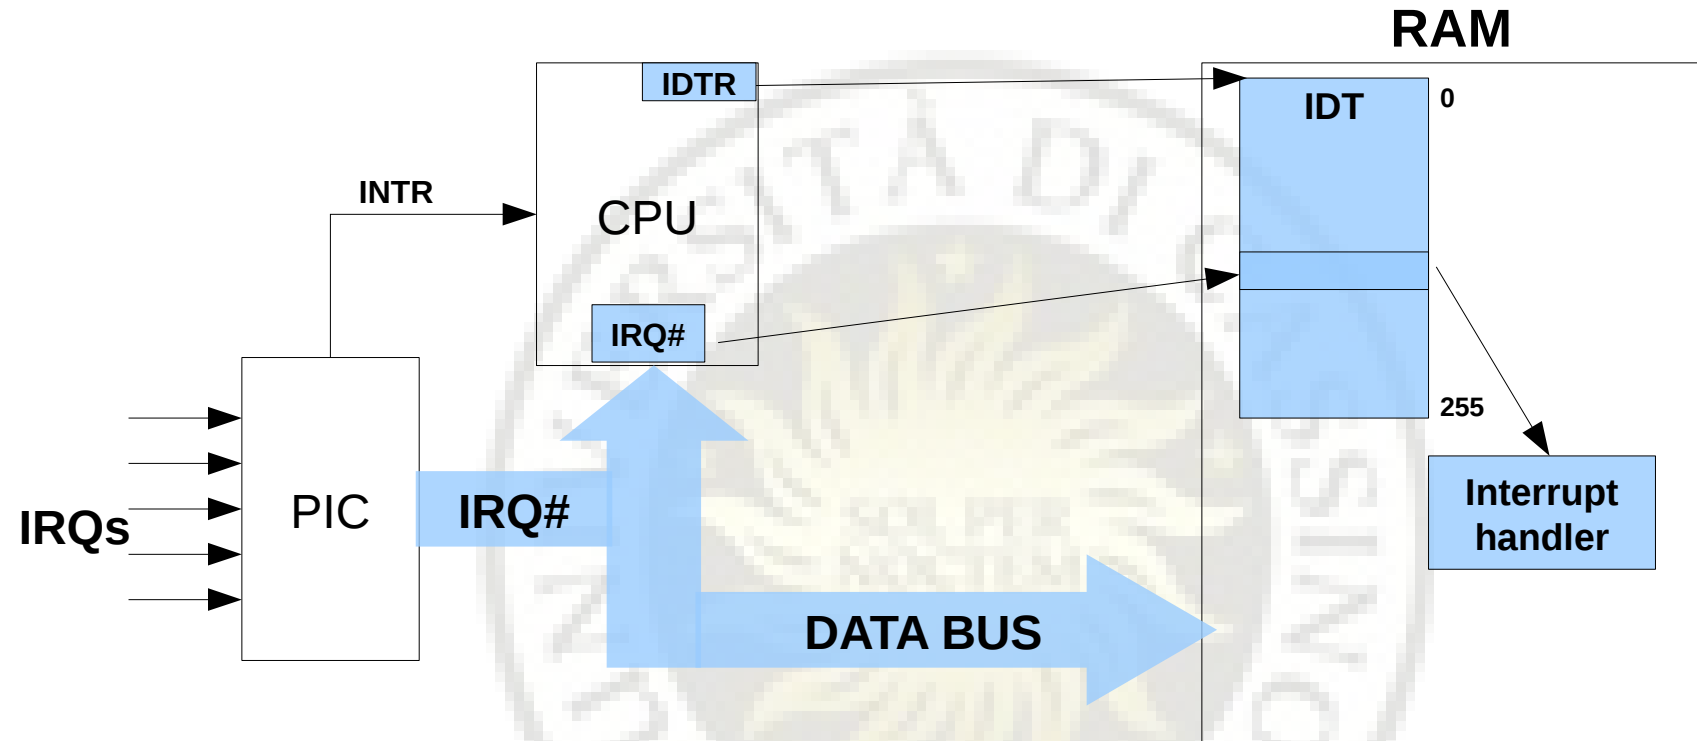 RAM
IDTR
IDT
0
INTR
CPU
IRQ#
255
IRQs
PIC
IRQ#
Interrupt
handler
DATA BUS